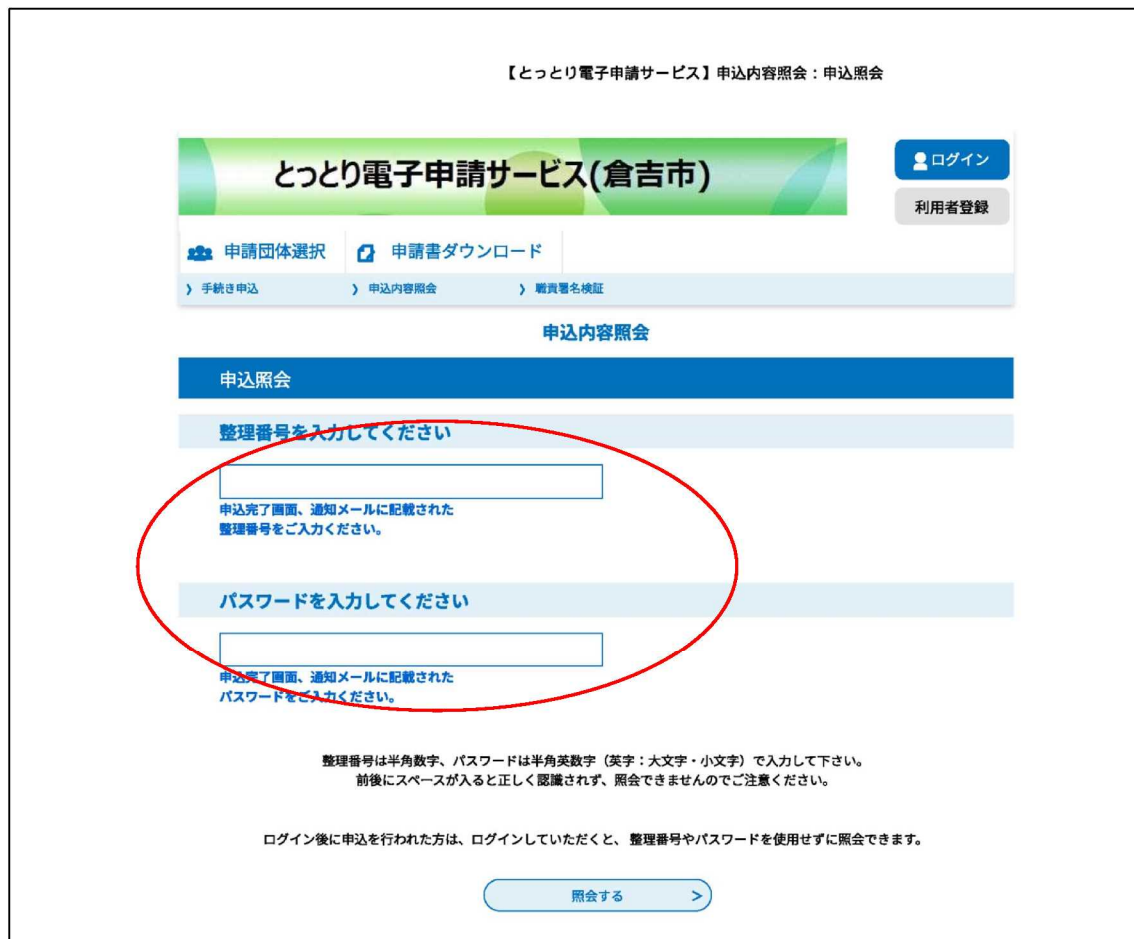 【とっとり電子申請サービス】申込内容照会：申込照会
とっとり電子申請サービス(倉吉市)
ログイン
利用者登録
申請団体選択 申請書ダウンロード
》手続き申込 》申込内容照会 》職責署名検証
申込内容照会
申込照会
整理番号を入力してください
申込完了画面、通知メールに記載された
整理番号をご入力ください。
パスワードを入力してください
申込完了画面、通知メールに記載された
パスワードをご入力ください。
整理番号は半角数字、パスワードは半角英数字（英字：大文字・小文字）で入力して下さい。
前後にスペースが入ると正しく認識されず、照会できませんのでご注意ください。
ログイン後に申込を行われた方は、ログインしていただくと、 整理番号やパスワードを使用せずに照会できます。
照会する >